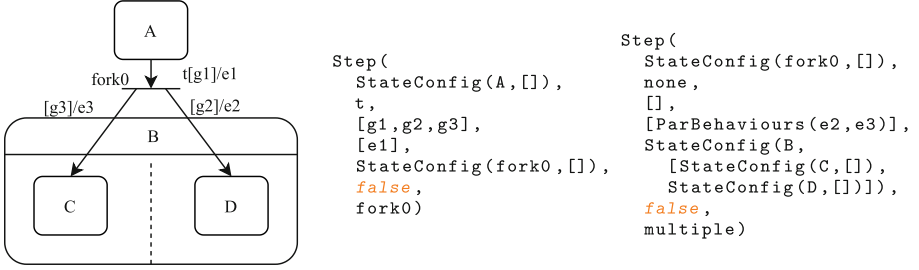 A
fork0
t[g1]/e1
[g3]/e3
[g2]/e2
B
C
D
Step(
StateConfig(A,[]),
t,
[g1,g2,g3],
[e1],
StateConfig(fork0,[]),
false,
fork0)
Step(
StateConfig(fork0,[]),
none,
[],
[ParBehaviours(e2,e3)],
StateConfig(B,
[StateConfig(C,[]),
StateConfig(D,[])]),
false,
multiple)